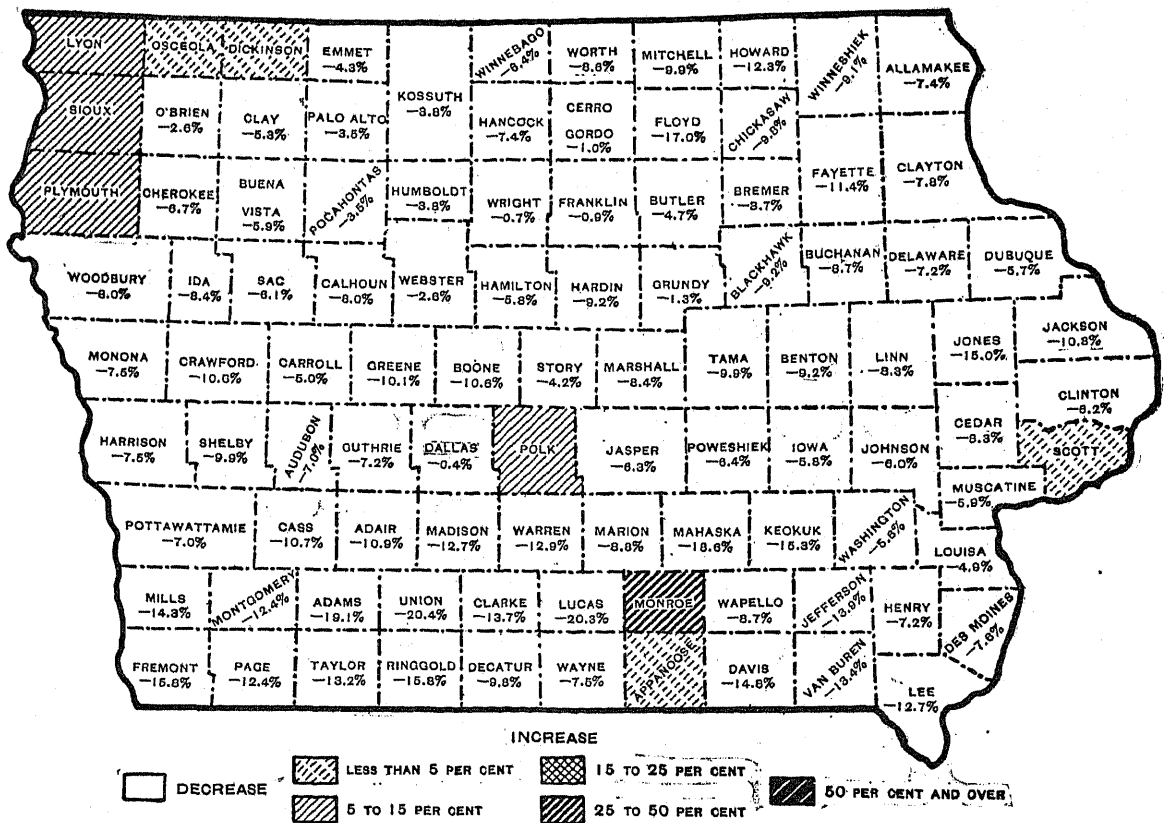 LYON
OSCEOLA
DICKINSON
EMMET
—4.3%
KOSSUTH
—3.8%
WINNEBAGO
—8.4%
WORTH
—8.6%
MITCHELL
—9.9%
HOWARD
—12.3%
WINNESHIEK
—9.1%
ALLAMAKEE
—7.4%
SIOUX
O'BRIEN
—2.6%
CLAY
—5.3%
PALO ALTO
—3.5%
HANCOCK
—7.4%
CERRO
GORDO
—1.0%
FLOYD
—17.0%
CHICKASAW
—9.8%
PLYMOUTH
CHEROKEE
—6.7%
BUENA
VISTA
—5.9%
POCAHONTAS
—3.5%
HUMBOLDT
—3.8%
WRIGHT
—0.7%
FRANKLIN
—0.9%
BUTLER
—4.7%
BREMER
—3.7%
FAYETTE
—11.4%
CLAYTON
—7.8%
WOODBURY
—8.0%
IDA
—8.4%
SAC
—6.1%
CALHOUN
—8.0%
WEBSTER
—2.8%
HAMILTON
—5.8%
HARDIN
—9.2%
GRUNDY
—1.3%
BLACKHAWK
—9.2%
BUCHANAN
—8.7%
DELAWARE
—7.2%
DUBUQUE
—5.7%
MONONA
—7.5%
CRAWFORD
—10.0%
CARROLL
—5.0%
GREENE
—10.1%
BOONE
—10.6%
STORY
—4.2%
MARSHALL
—8.4%
TAMA
—9.9%
BENTON
—9.2%
LINN
—8.3%
JONES
—15.0%
JACKSON
—10.8%
CLINTON
—6.2%
HARRISON
—7.5%
SHELBY
—9.9%
AUDUBON
—7.0%
GUTHRIE
—7.2%
DALLAS
—0.4%
POLK
JASPER
—6.3%
POWESHIEK
—6.4%
IOWA
—5.8%
JOHNSON
—6.0%
CEDAR
—8.3%
SCOTT
MUSCATINE
—5.9%
POTTAWATTAMIE
—7.0%
CASS
—10.7%
ADAIR
—10.9%
MADISON
—12.7%
WARREN
—12.9%
MARION
—8.8%
MAHASKA
—18.6%
KEOKUK
—15.3%
WASHINGTON
—5.8%
LOUISA
—4.9%
MILLS
—14.3%
MONTGOMERY
—12.4%
ADAMS
—19.1%
UNION
—20.4%
CLARKE
—13.7%
LUCAS
—20.3%
MONROE
WAPELLO
—8.7%
JEFFERSON
—13.9%
HENRY
—7.2%
DES MOINES
—7.6%
FREMONT
—15.8%
PAGE
—12.4%
TAYLOR
—13.2%
RINGGOLD
—15.8%
DECATUR
—9.8%
WAYNE
—7.5%
APPANOOSE
DAVIS
—14.8%
VAN BUREN
—13.4%
LEE
—12.7%
INCREASE
DECREASE
LESS THAN 5 PER CENT
15 TO 25 PER CENT
50 PER CENT AND OVER
5 TO 15 PER CENT
25 TO 50 PER CENT